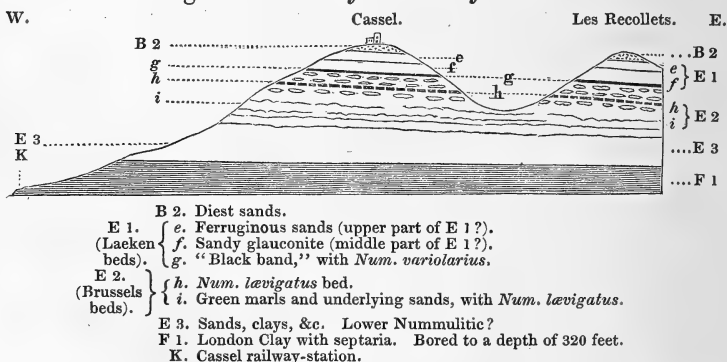 W. Cassel. Les Recollets. E.
B 2 e ....B 2
g f g e } E 1
h h f
i h } E 2
i
E 3 ....E 3
K ....F 1
B 2. Diest sands.
E 1. (Laeken beds). { e. Ferruginous sands (upper part of E 1?).
f. Sandy glauconite (middle part of E 1?).
g. "Black band," with Num. variolarius.
E 2. (Brussels beds). { h. Num. lævigatus bed.
i. Green marls and underlying sands, with Num. lævigatus.
E 3. Sands, clays, &c. Lower Nummulitic?
F 1. London Clay with septaria. Bored to a depth of 320 feet.
K. Cassel railway-station.